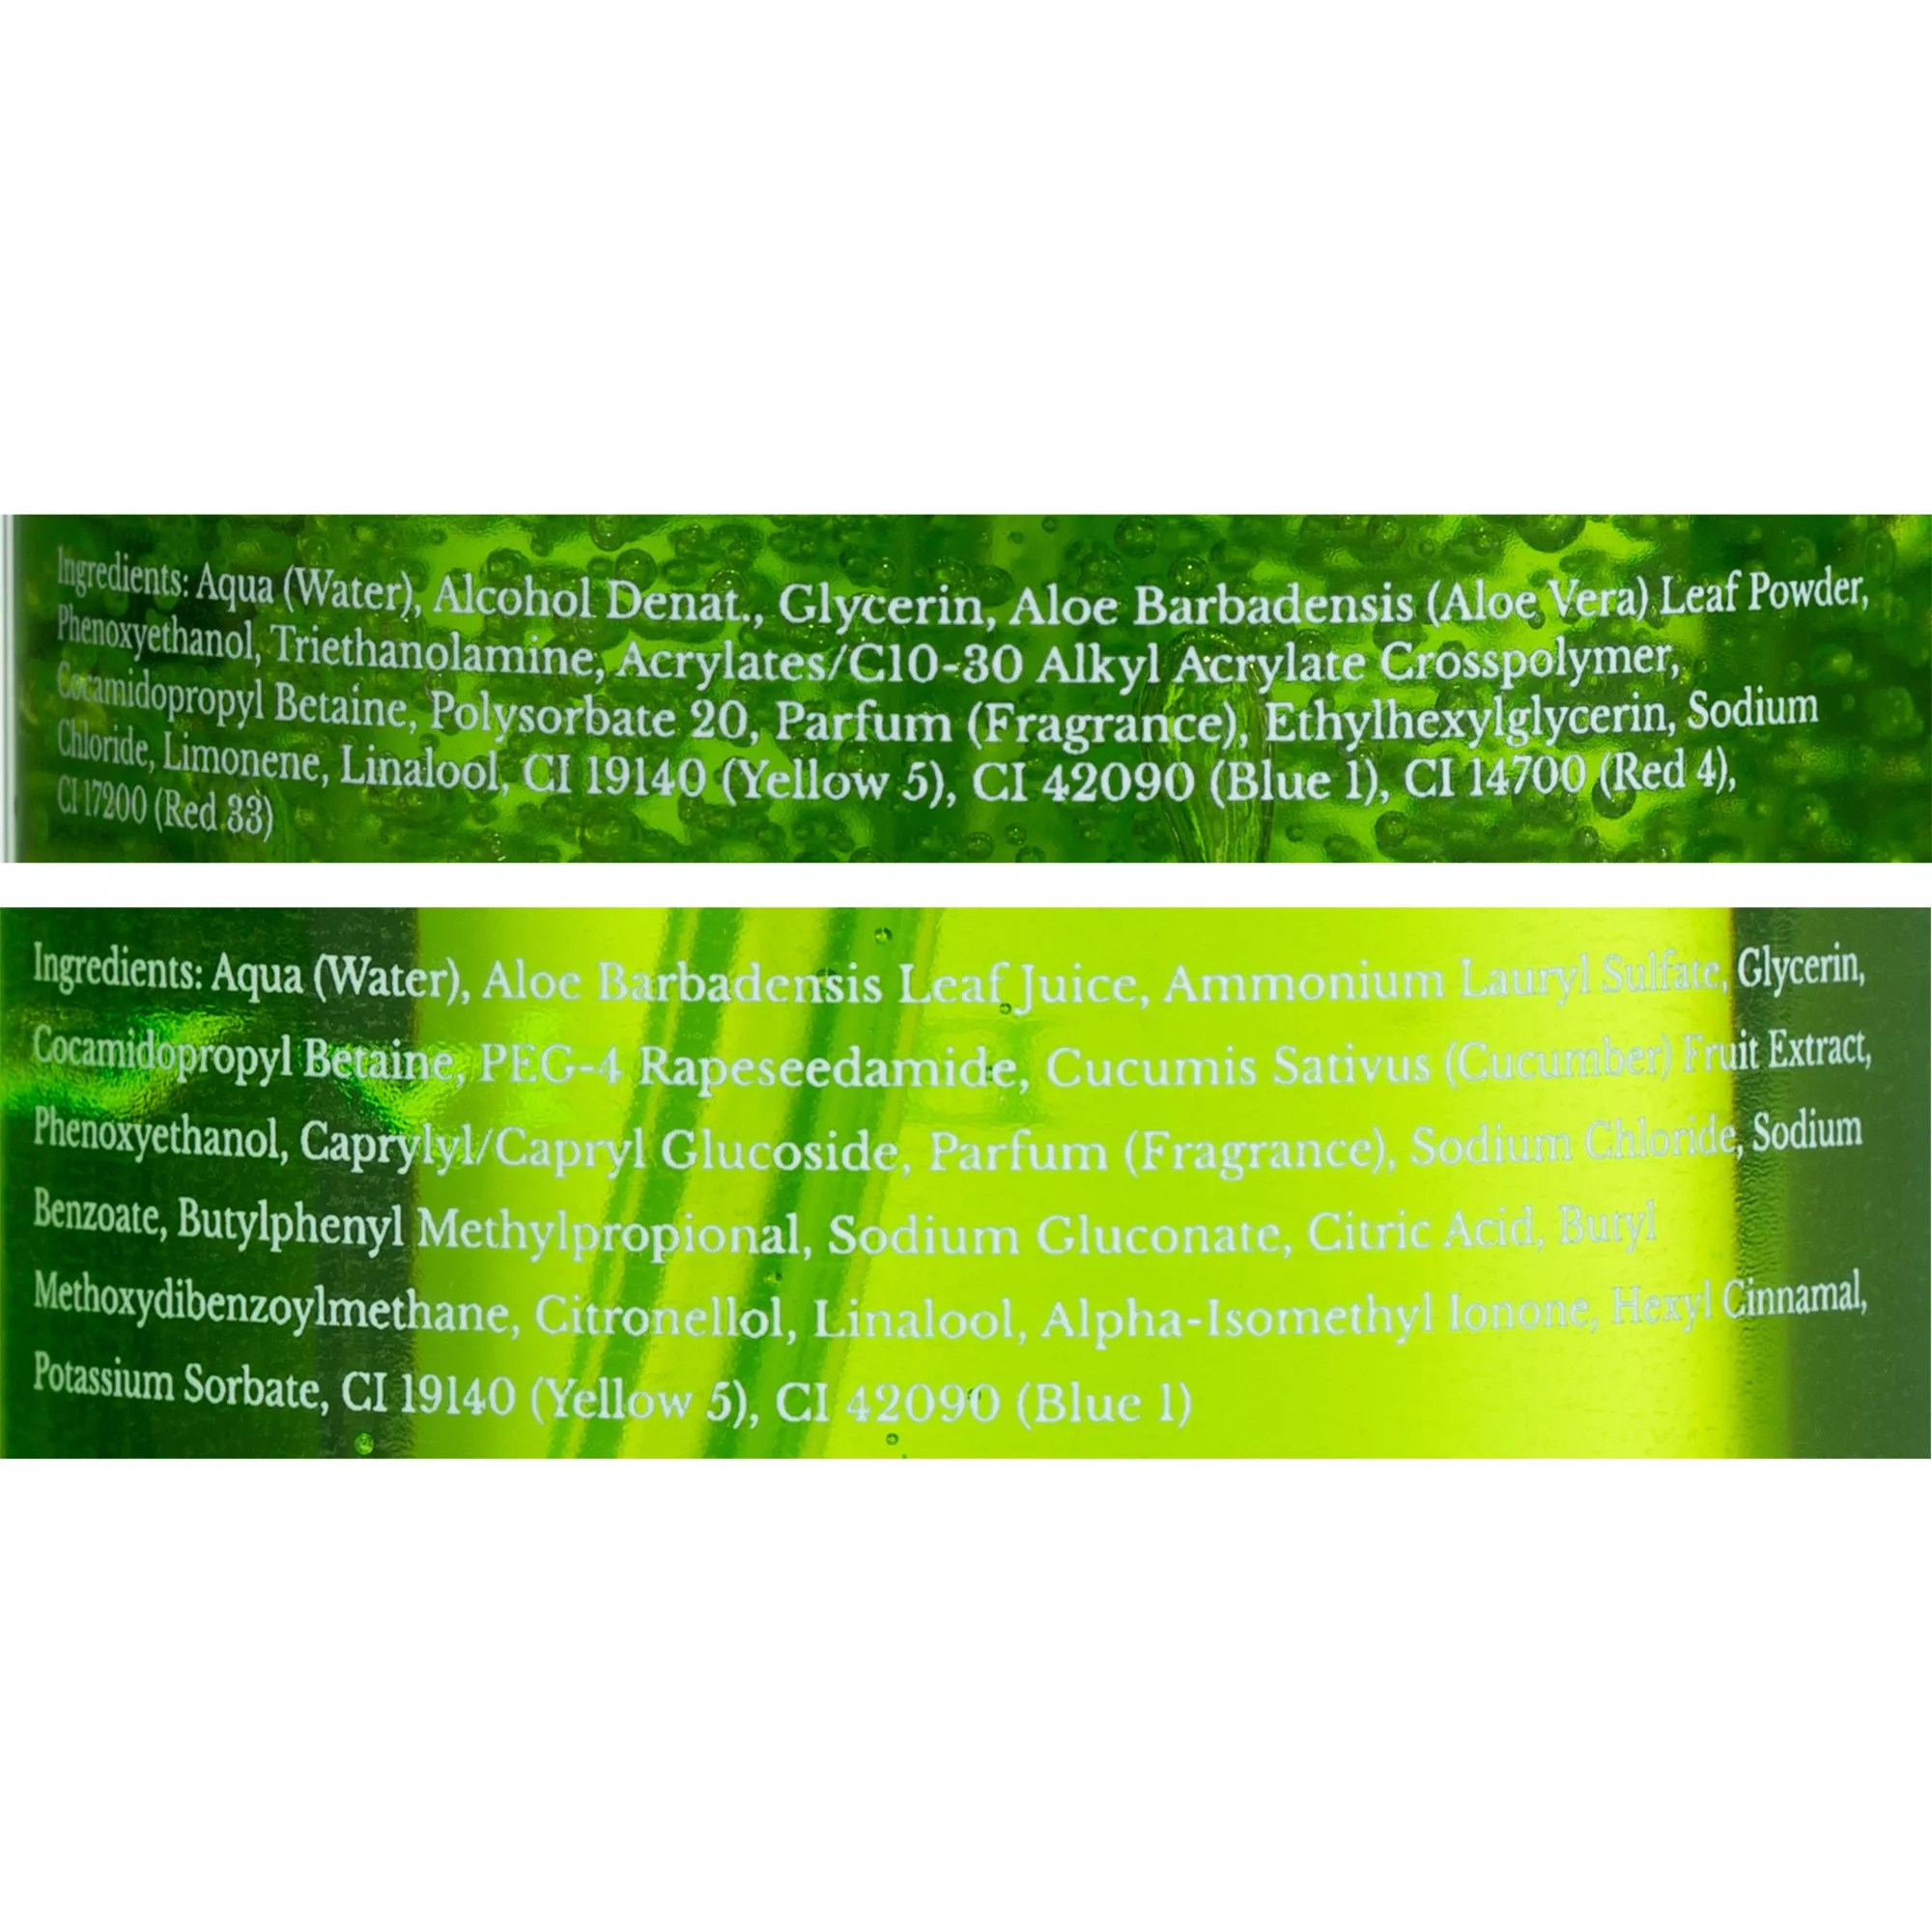 Ingredients: Aqua (Water), Alcohol Denat., Glycerin, Aloe Barbadensis (Aloe Vera) Leaf Powder,
Phenoxyethanol, Triethanolamine, Acrylates/C10-30 Alkyl Acrylate Crosspolymer,
Cocamidopropyl Betaine, Polysorbate 20, Parfum (Fragrance), Ethylhexylglycerin, Sodium
Chloride, Limonene, Linalool, CI 19140 (Yellow 5), CI 42090 (Blue 1), CI 14700 (Red 4),
CI 17200 (Red 33)
Ingredients: Aqua (Water), Aloe Barbadensis Leaf Juice, Ammonium Lauryl Sulfate, Glycerin,
Cocamidopropyl Betaine, PEG-4 Rapeseedamide, Cucumis Sativus (Cucumber) Fruit Extract,
Phenoxyethanol, Caprylyl/Capryl Glucoside, Parfum (Fragrance), Sodium Chloride, Sodium
Benzoate, Butylphenyl Methylpropional, Sodium Gluconate, Citric Acid, Butyl
Methoxydibenzoylmethane, Citronellol, Linalool, Alpha-Isomethyl Ionone, Hexyl Cinnamal,
Potassium Sorbate, CI 19140 (Yellow 5), CI 42090 (Blue 1)